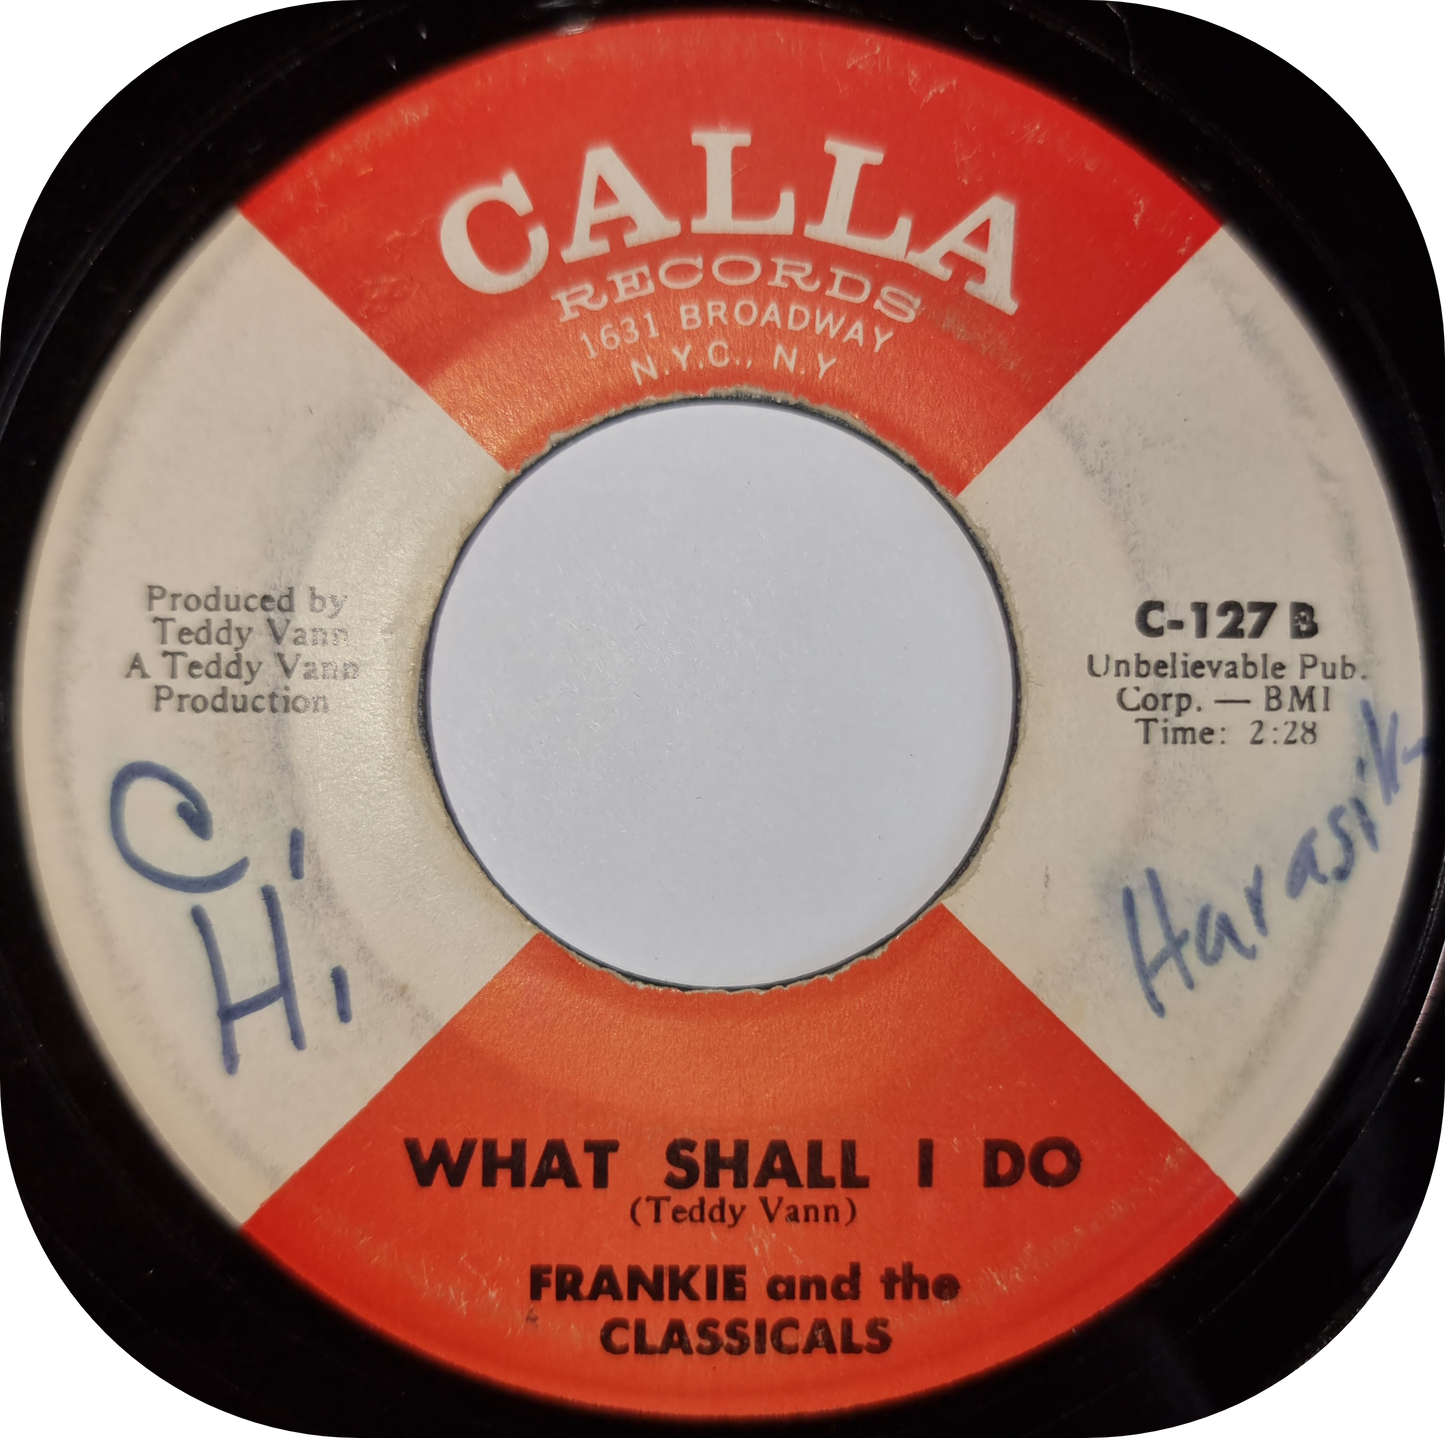 CALLA
RECORDS
1631 BROADWAY
N.Y.C., N.Y
Produced by
Teddy Vann
A Teddy Vann
Production
C-127 B
Unbelievable Pub.
Corp. — BMI
Time: 2:28
C
Hi
Harasik
WHAT SHALL I DO
(Teddy Vann)
FRANKIE and the
CLASSICALS